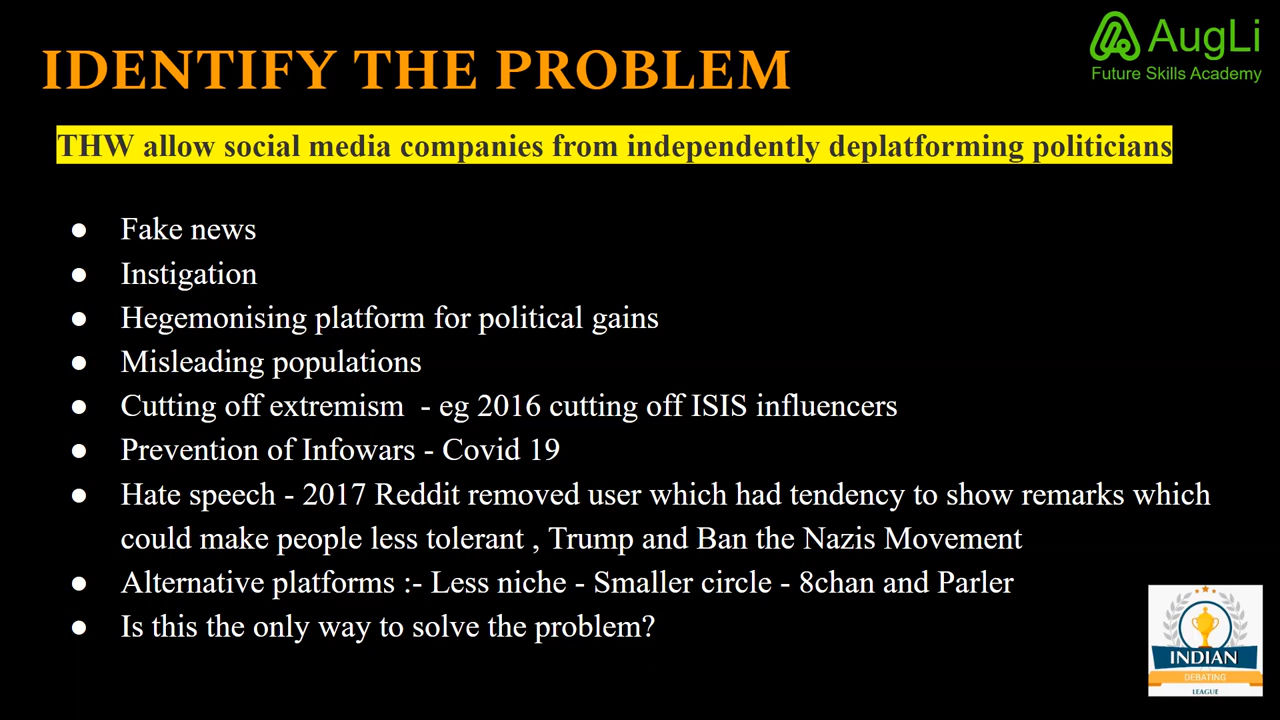 IDENTIFY THE PROBLEM
AugLi
Future Skills Academy
THW allow social media companies from independently deplatforming politicians
● Fake news
● Instigation
● Hegemonising platform for political gains
● Misleading populations
● Cutting off extremism - eg 2016 cutting off ISIS influencers
● Prevention of Infowars - Covid 19
● Hate speech - 2017 Reddit removed user which had tendency to show remarks which
could make people less tolerant , Trump and Ban the Nazis Movement
● Alternative platforms :- Less niche - Smaller circle - 8chan and Parler
● Is this the only way to solve the problem?
INDIAN
DEBATING
LEAGUE